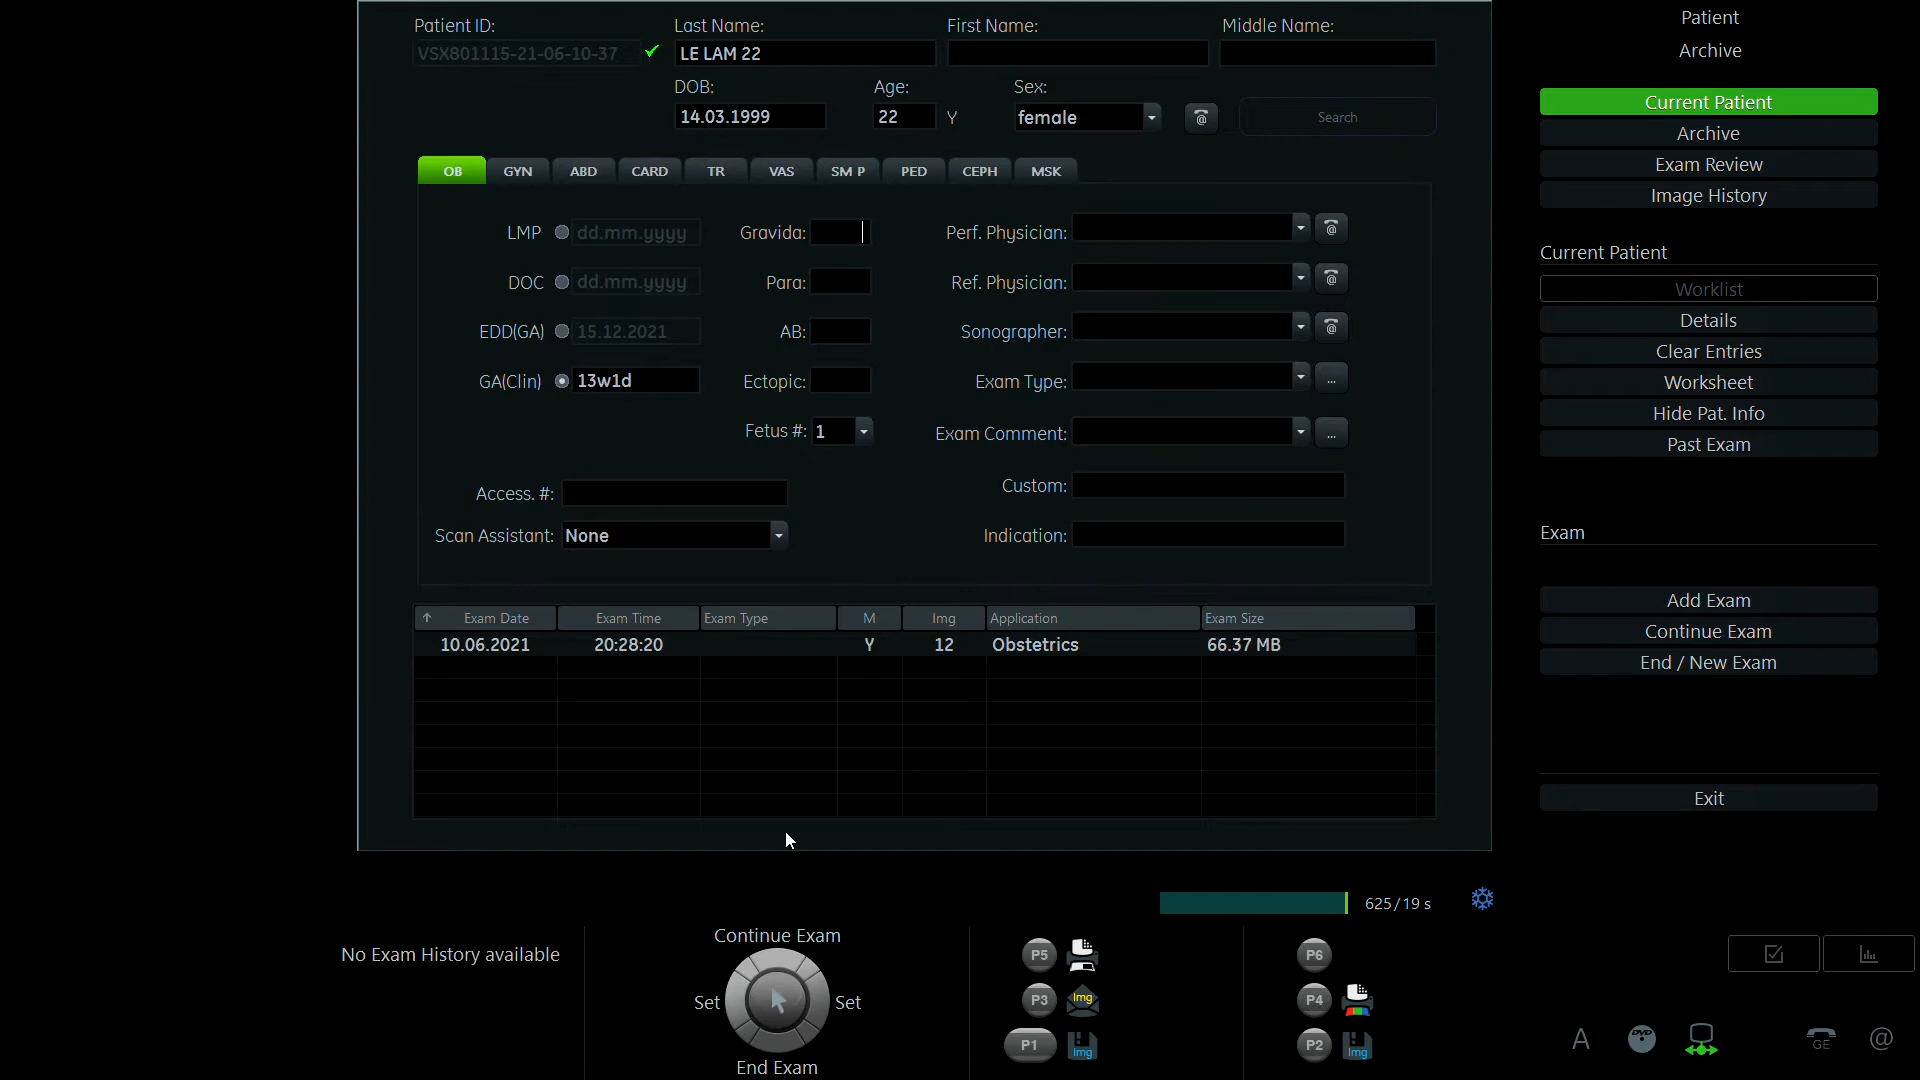 Patient ID: Last Name: First Name: Middle Name:
VSX801115-21-06-10-37 LE LAM 22
DOB: Age: Sex:
14.03.1999 22 Y female Search
OB GYN ABD CARD TR VAS SM P PED CEPH MSK
LMP dd.mm.yyyy Gravida: Perf. Physician:
DOC dd.mm.yyyy Para: Ref. Physician:
EDD(GA) 15.12.2021 AB: Sonographer:
GA(Clin) 13w1d Ectopic: Exam Type: ...
Fetus #: 1 Exam Comment: ...
Access. #: Custom:
Scan Assistant: None Indication:
Exam Date Exam Time Exam Type M Img Application Exam Size
10.06.2021 20:28:20 Y 12 Obstetrics 66.37 MB
Patient
Archive
Current Patient
Archive
Exam Review
Image History
Current Patient
Worklist
Details
Clear Entries
Worksheet
Hide Pat. Info
Past Exam
Exam
Add Exam
Continue Exam
End / New Exam
Exit
625/19 s
No Exam History available
Continue Exam
Set Set
End Exam
P5
P3 Img
P1 Img
P6
P4
P2 Img
A DVD GE @